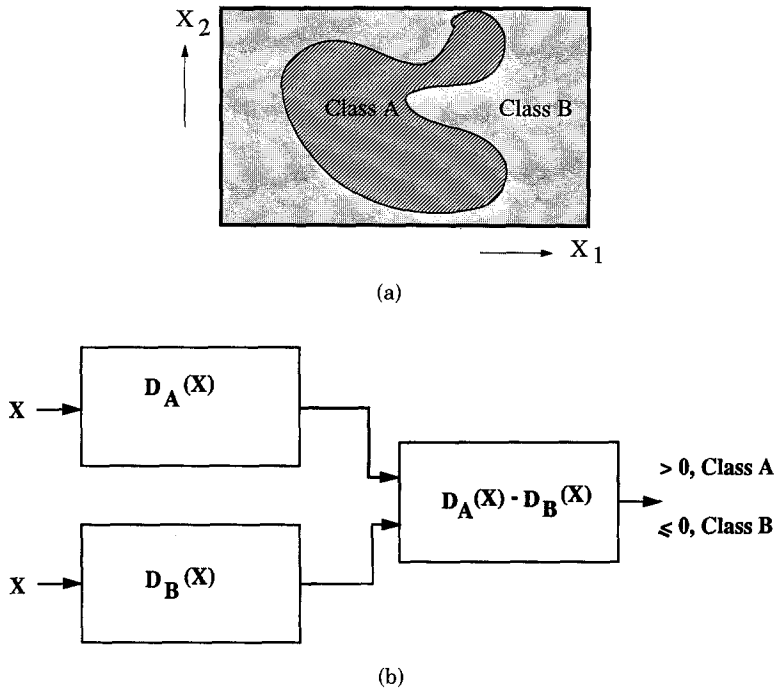 X2
Class A Class B
X1
(a)
X
DA(X)
> 0, Class A
DA(X) - DB(X)
≤ 0, Class B
X
DB(X)
(b)